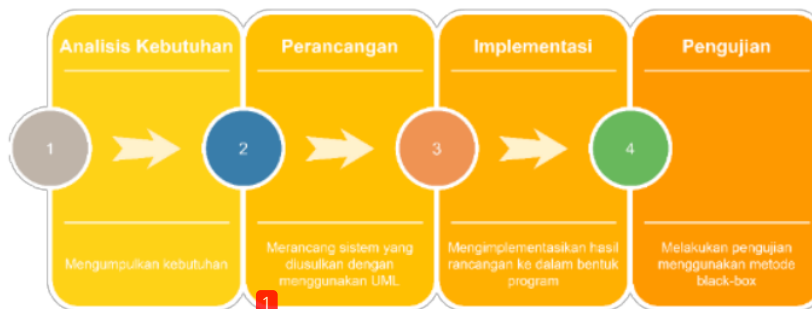 Analisis Kebutuhan
Perancangan
Implementasi
Pengujian
1
2
3
4
Mengumpulkan kebutuhan
Merancang sistem yang
diusulkan dengan
menggunakan UML
Mengimplementasikan hasil
rancangan ke dalam bentuk
program
Melakukan pengujian
menggunakan metode
black-box
1